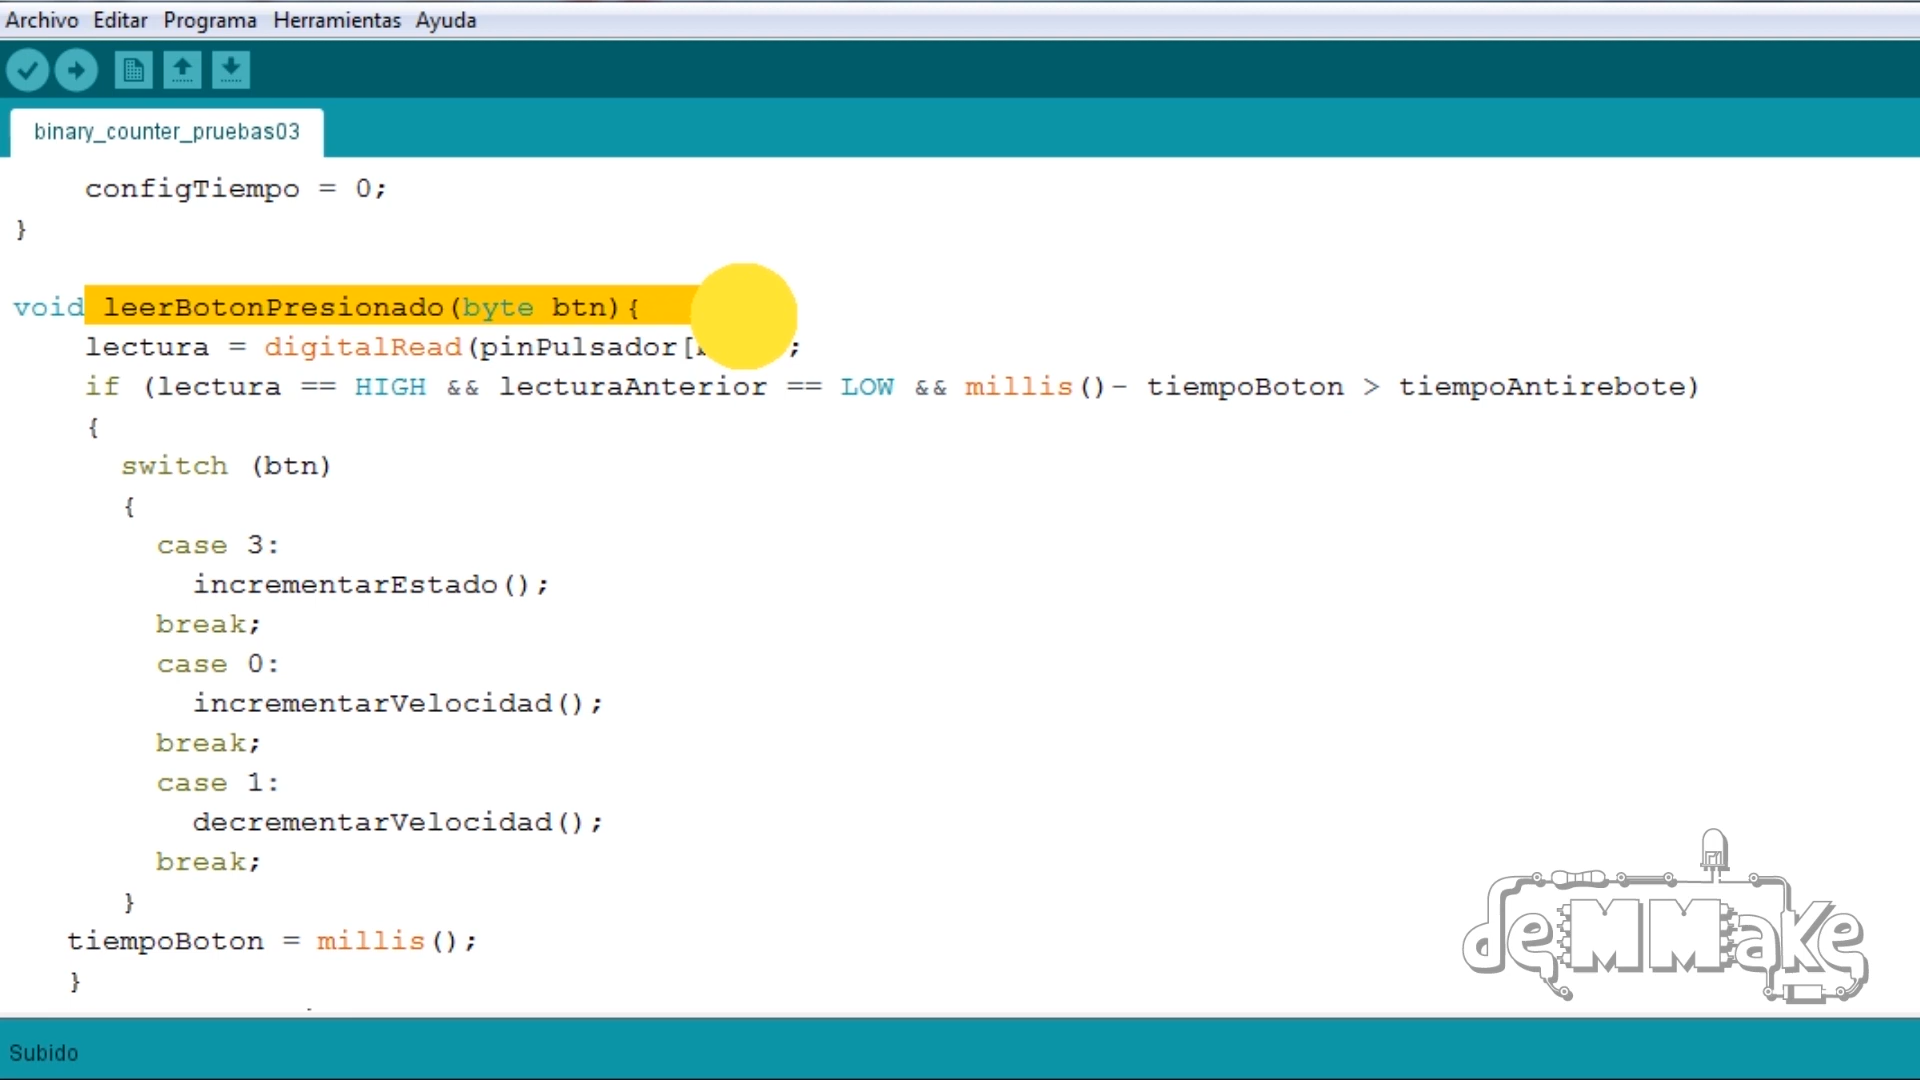 Archivo Editar Programa Herramientas Ayuda
binary_counter_pruebas03
configTiempo = 0;
}
void leerBotonPresionado(byte btn){
lectura = digitalRead(pinPulsador[ ;
if (lectura == HIGH && lecturaAnterior == LOW && millis()- tiempoBoton > tiempoAntirebote)
{
switch (btn)
{
case 3:
incrementarEstado();
break;
case 0:
incrementarVelocidad();
break;
case 1:
decrementarVelocidad();
break;
}
tiempoBoton = millis();
}
deMMake
Subido